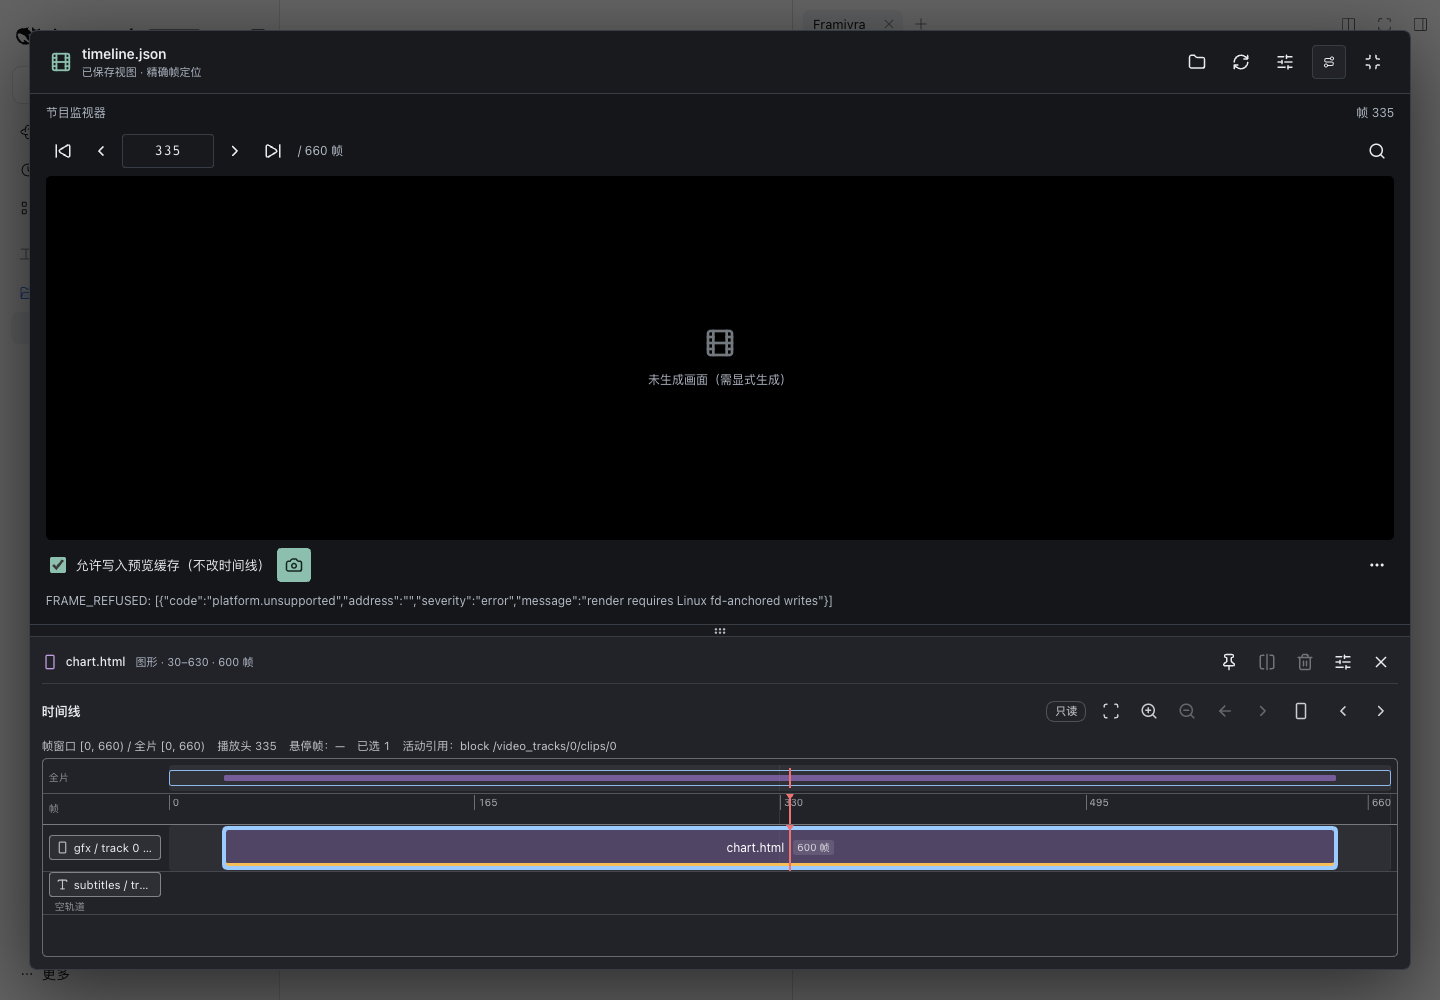 Framivra
timeline.json
已保存视图 · 精确帧定位
节目监视器
帧 335
335
/ 660 帧
未生成画面（需显式生成）
允许写入预览缓存（不改时间线）
FRAME_REFUSED: [{"code":"platform.unsupported","address":"","severity":"error","message":"render requires Linux fd-anchored writes"}]
chart.html 图形 · 30–630 · 600 帧
时间线
只读
帧窗口 [0, 660) / 全片 [0, 660) 播放头 335 悬停帧：— 已选 1 活动引用：block /video_tracks/0/clips/0
全片
帧
0 165 330 495 660
gfx / track 0 ...
chart.html 600 帧
subtitles / tr...
空轨道
... 更多